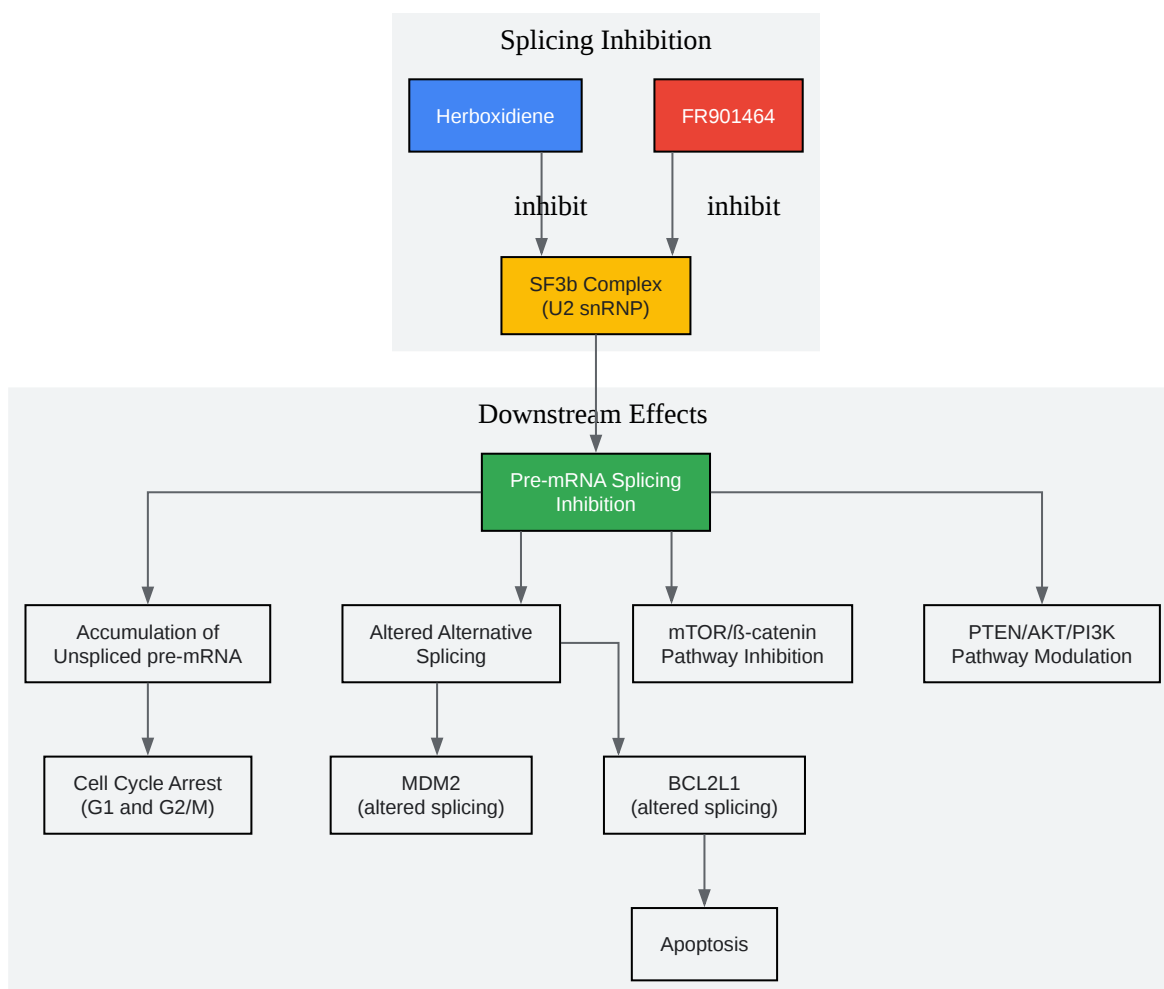 Splicing Inhibition
Herboxidiene
FR901464
inhibit
inhibit
SF3b Complex
(U2 snRNP)
Downstream Effects
Pre-mRNA Splicing
Inhibition
Accumulation of
Unspliced pre-mRNA
Altered Alternative
Splicing
mTOR/ß-catenin
Pathway Inhibition
PTEN/AKT/PI3K
Pathway Modulation
Cell Cycle Arrest
(G1 and G2/M)
MDM2
(altered splicing)
BCL2L1
(altered splicing)
Apoptosis